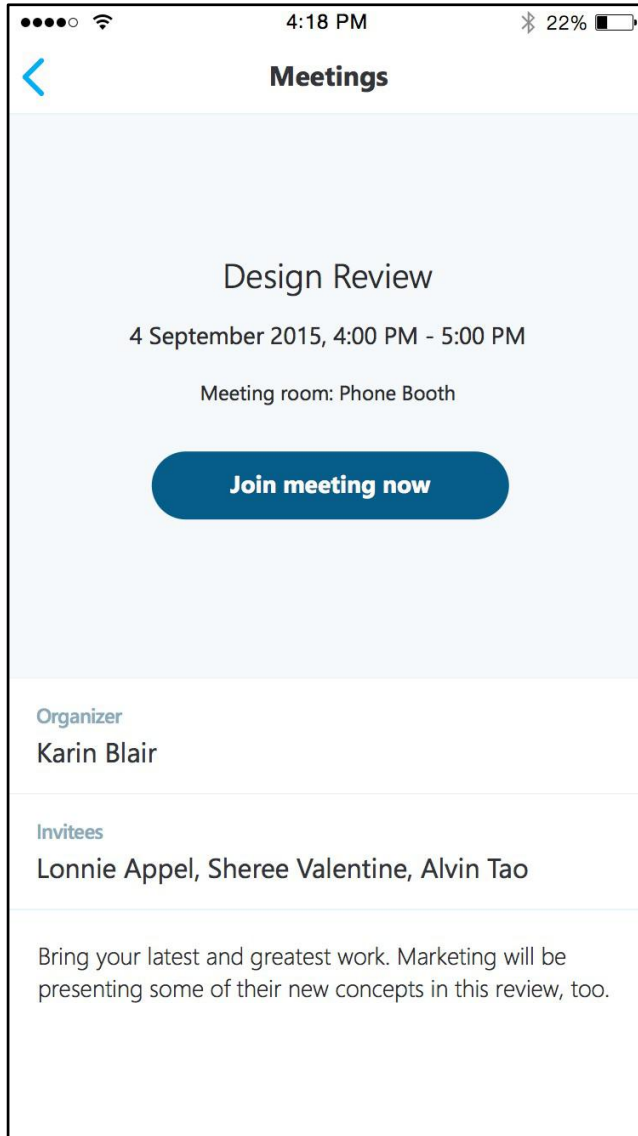 4:18 PM
22%
Meetings
Design Review
4 September 2015, 4:00 PM - 5:00 PM
Meeting room: Phone Booth
Join meeting now
Organizer
Karin Blair
Invitees
Lonnie Appel, Sheree Valentine, Alvin Tao
Bring your latest and greatest work. Marketing will be
presenting some of their new concepts in this review, too.